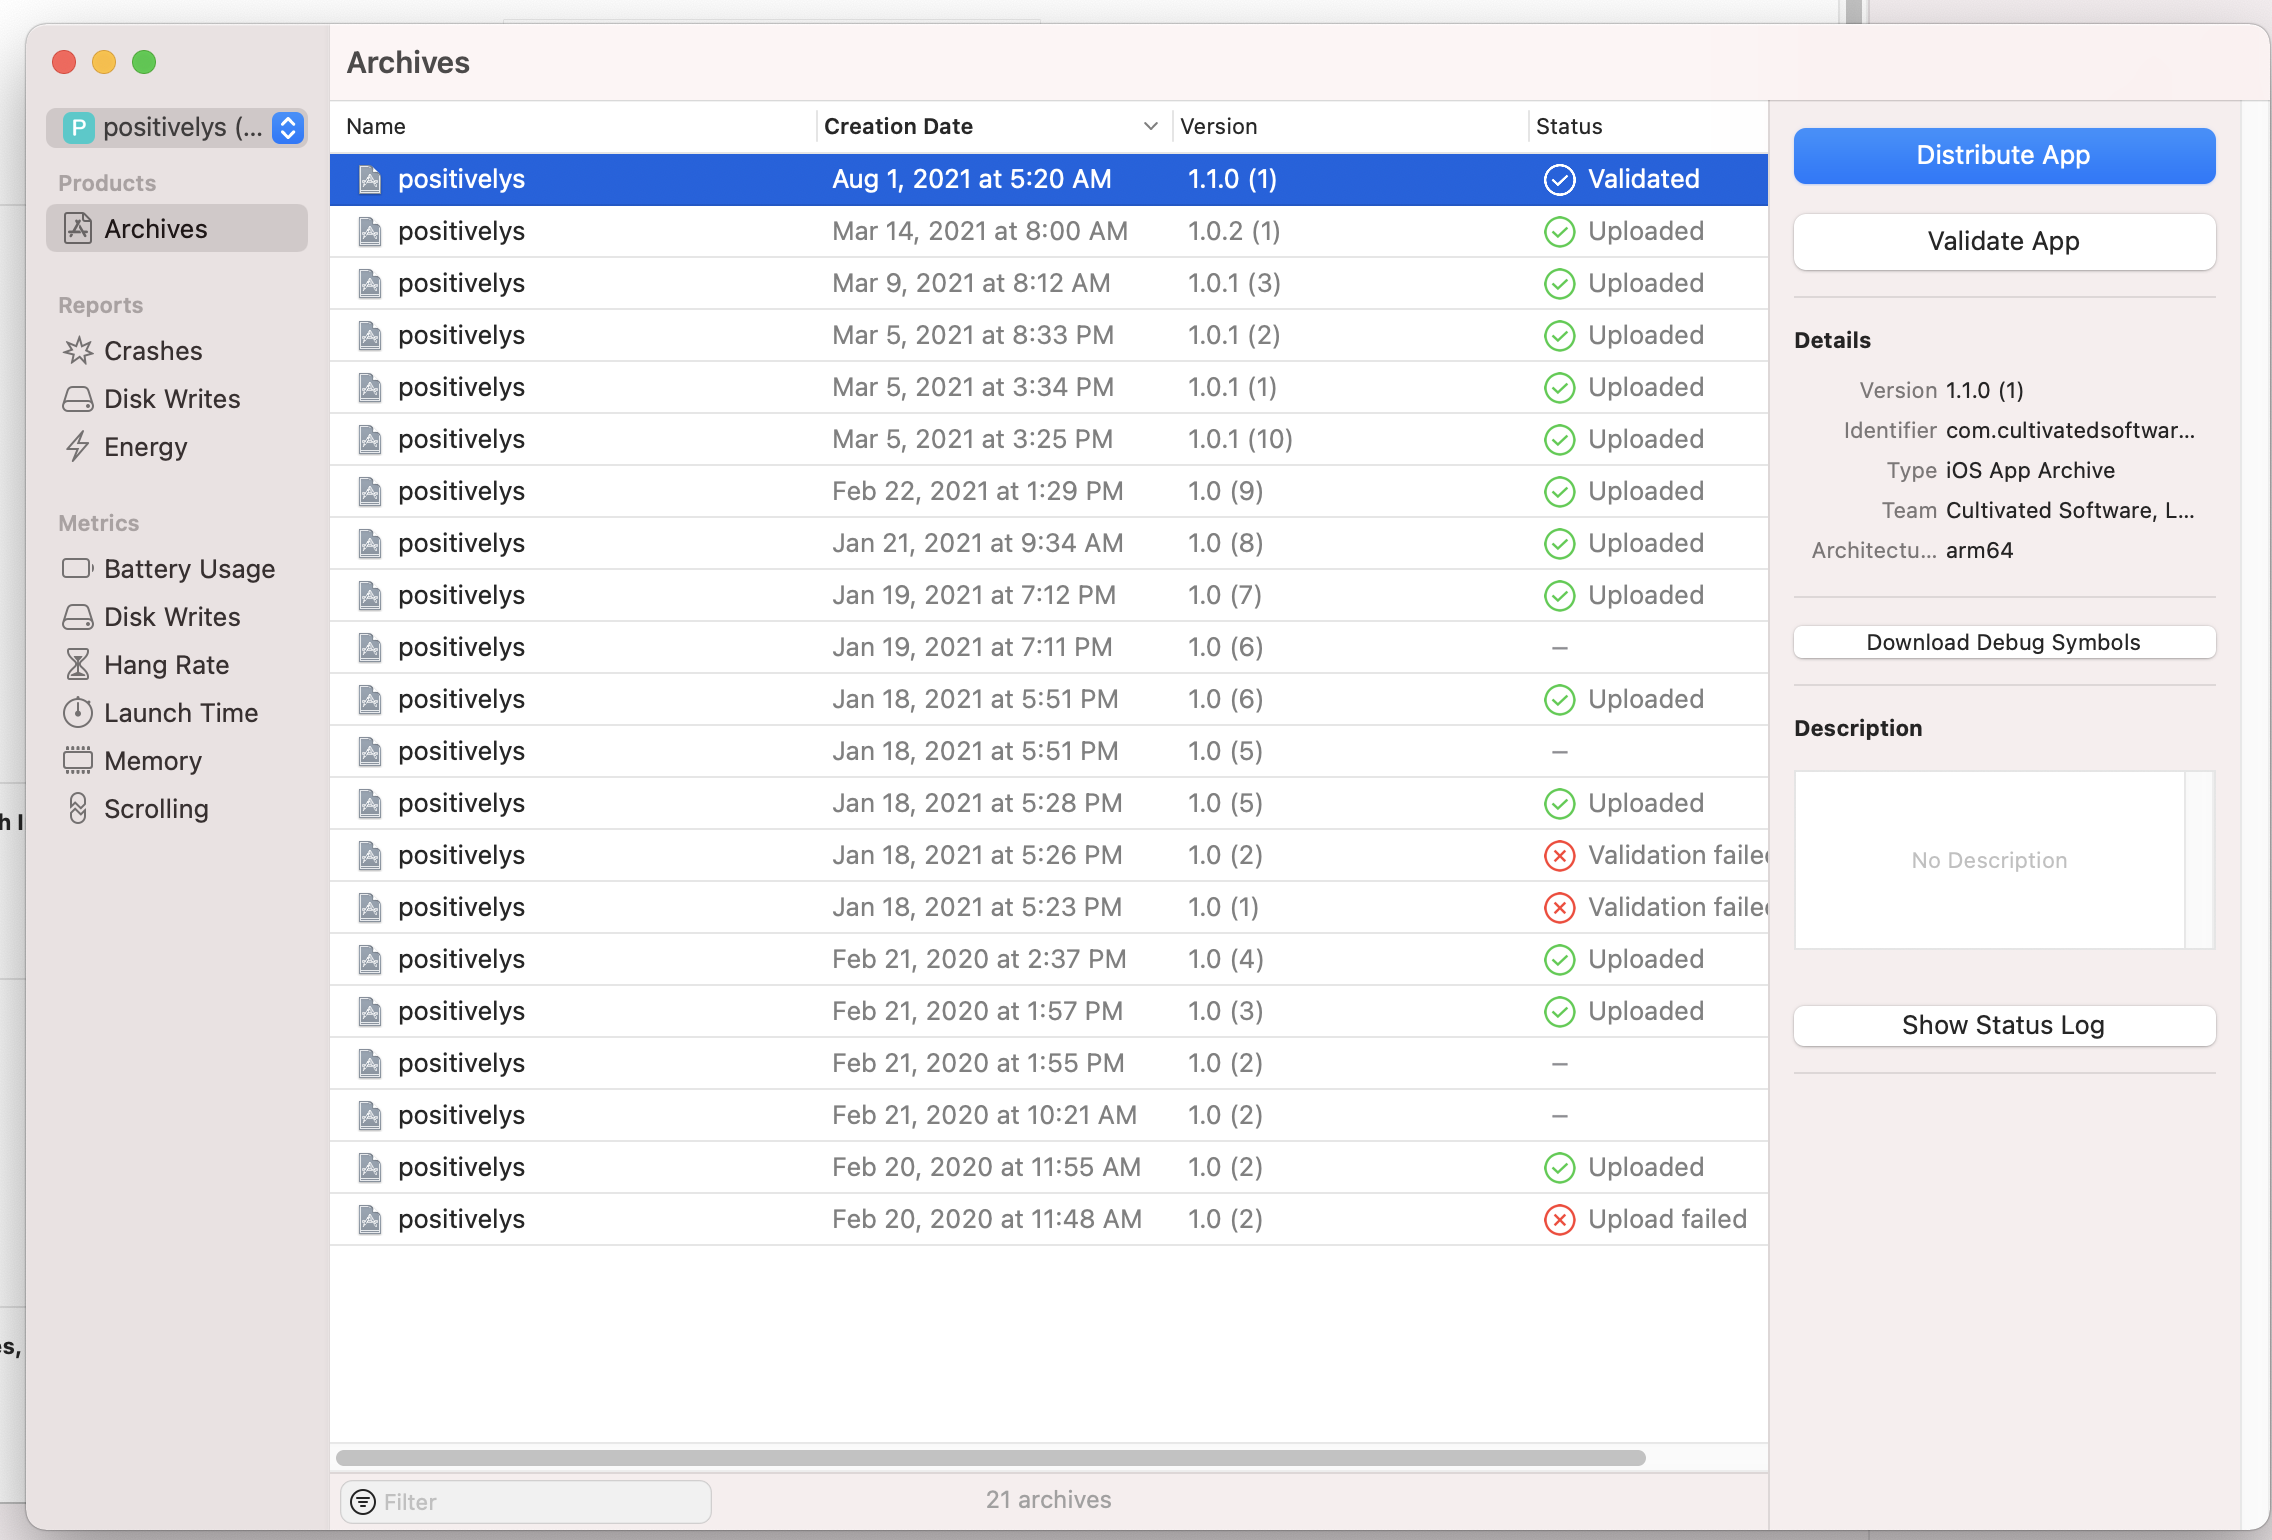 Archives
P positivelys (...
Products
Archives
Reports
Crashes
Disk Writes
Energy
Metrics
Battery Usage
Disk Writes
Hang Rate
Launch Time
Memory
Scrolling
Name Creation Date Version Status
positivelys Aug 1, 2021 at 5:20 AM 1.1.0 (1) Validated
positivelys Mar 14, 2021 at 8:00 AM 1.0.2 (1) Uploaded
positivelys Mar 9, 2021 at 8:12 AM 1.0.1 (3) Uploaded
positivelys Mar 5, 2021 at 8:33 PM 1.0.1 (2) Uploaded
positivelys Mar 5, 2021 at 3:34 PM 1.0.1 (1) Uploaded
positivelys Mar 5, 2021 at 3:25 PM 1.0.1 (10) Uploaded
positivelys Feb 22, 2021 at 1:29 PM 1.0 (9) Uploaded
positivelys Jan 21, 2021 at 9:34 AM 1.0 (8) Uploaded
positivelys Jan 19, 2021 at 7:12 PM 1.0 (7) Uploaded
positivelys Jan 19, 2021 at 7:11 PM 1.0 (6) –
positivelys Jan 18, 2021 at 5:51 PM 1.0 (6) Uploaded
positivelys Jan 18, 2021 at 5:51 PM 1.0 (5) –
positivelys Jan 18, 2021 at 5:28 PM 1.0 (5) Uploaded
positivelys Jan 18, 2021 at 5:26 PM 1.0 (2) Validation faile
positivelys Jan 18, 2021 at 5:23 PM 1.0 (1) Validation faile
positivelys Feb 21, 2020 at 2:37 PM 1.0 (4) Uploaded
positivelys Feb 21, 2020 at 1:57 PM 1.0 (3) Uploaded
positivelys Feb 21, 2020 at 1:55 PM 1.0 (2) –
positivelys Feb 21, 2020 at 10:21 AM 1.0 (2) –
positivelys Feb 20, 2020 at 11:55 AM 1.0 (2) Uploaded
positivelys Feb 20, 2020 at 11:48 AM 1.0 (2) Upload failed
Filter
21 archives
Distribute App
Validate App
Details
Version 1.1.0 (1)
Identifier com.cultivatedsoftwar...
Type iOS App Archive
Team Cultivated Software, L...
Architectu... arm64
Download Debug Symbols
Description
No Description
Show Status Log